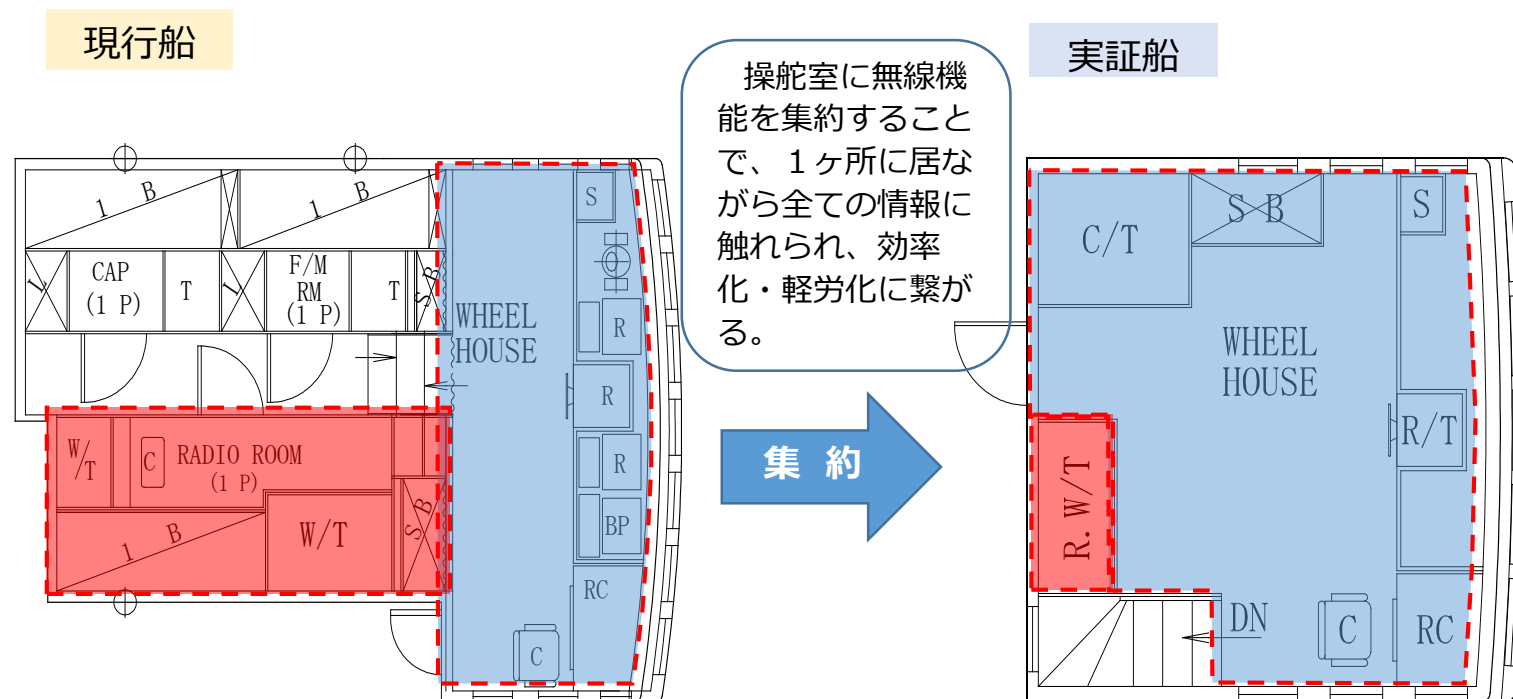 現行船
1 B
1 B
S
L
CAP
(1 P)
T
L
F/M
RM
(1 P)
T
S B
WHEEL
HOUSE
R
R
R
BP
RC
C
W/T
C
RADIO ROOM
(1 P)
1 B
W/T
S B
操舵室に無線機
能を集約すること
で、１ヶ所に居な
がら全ての情報に
触れられ、効率
化・軽労化に繋が
る。
集 約
実証船
C/T
S B
S
WHEEL
HOUSE
R/T
R. W/T
DN
C
RC